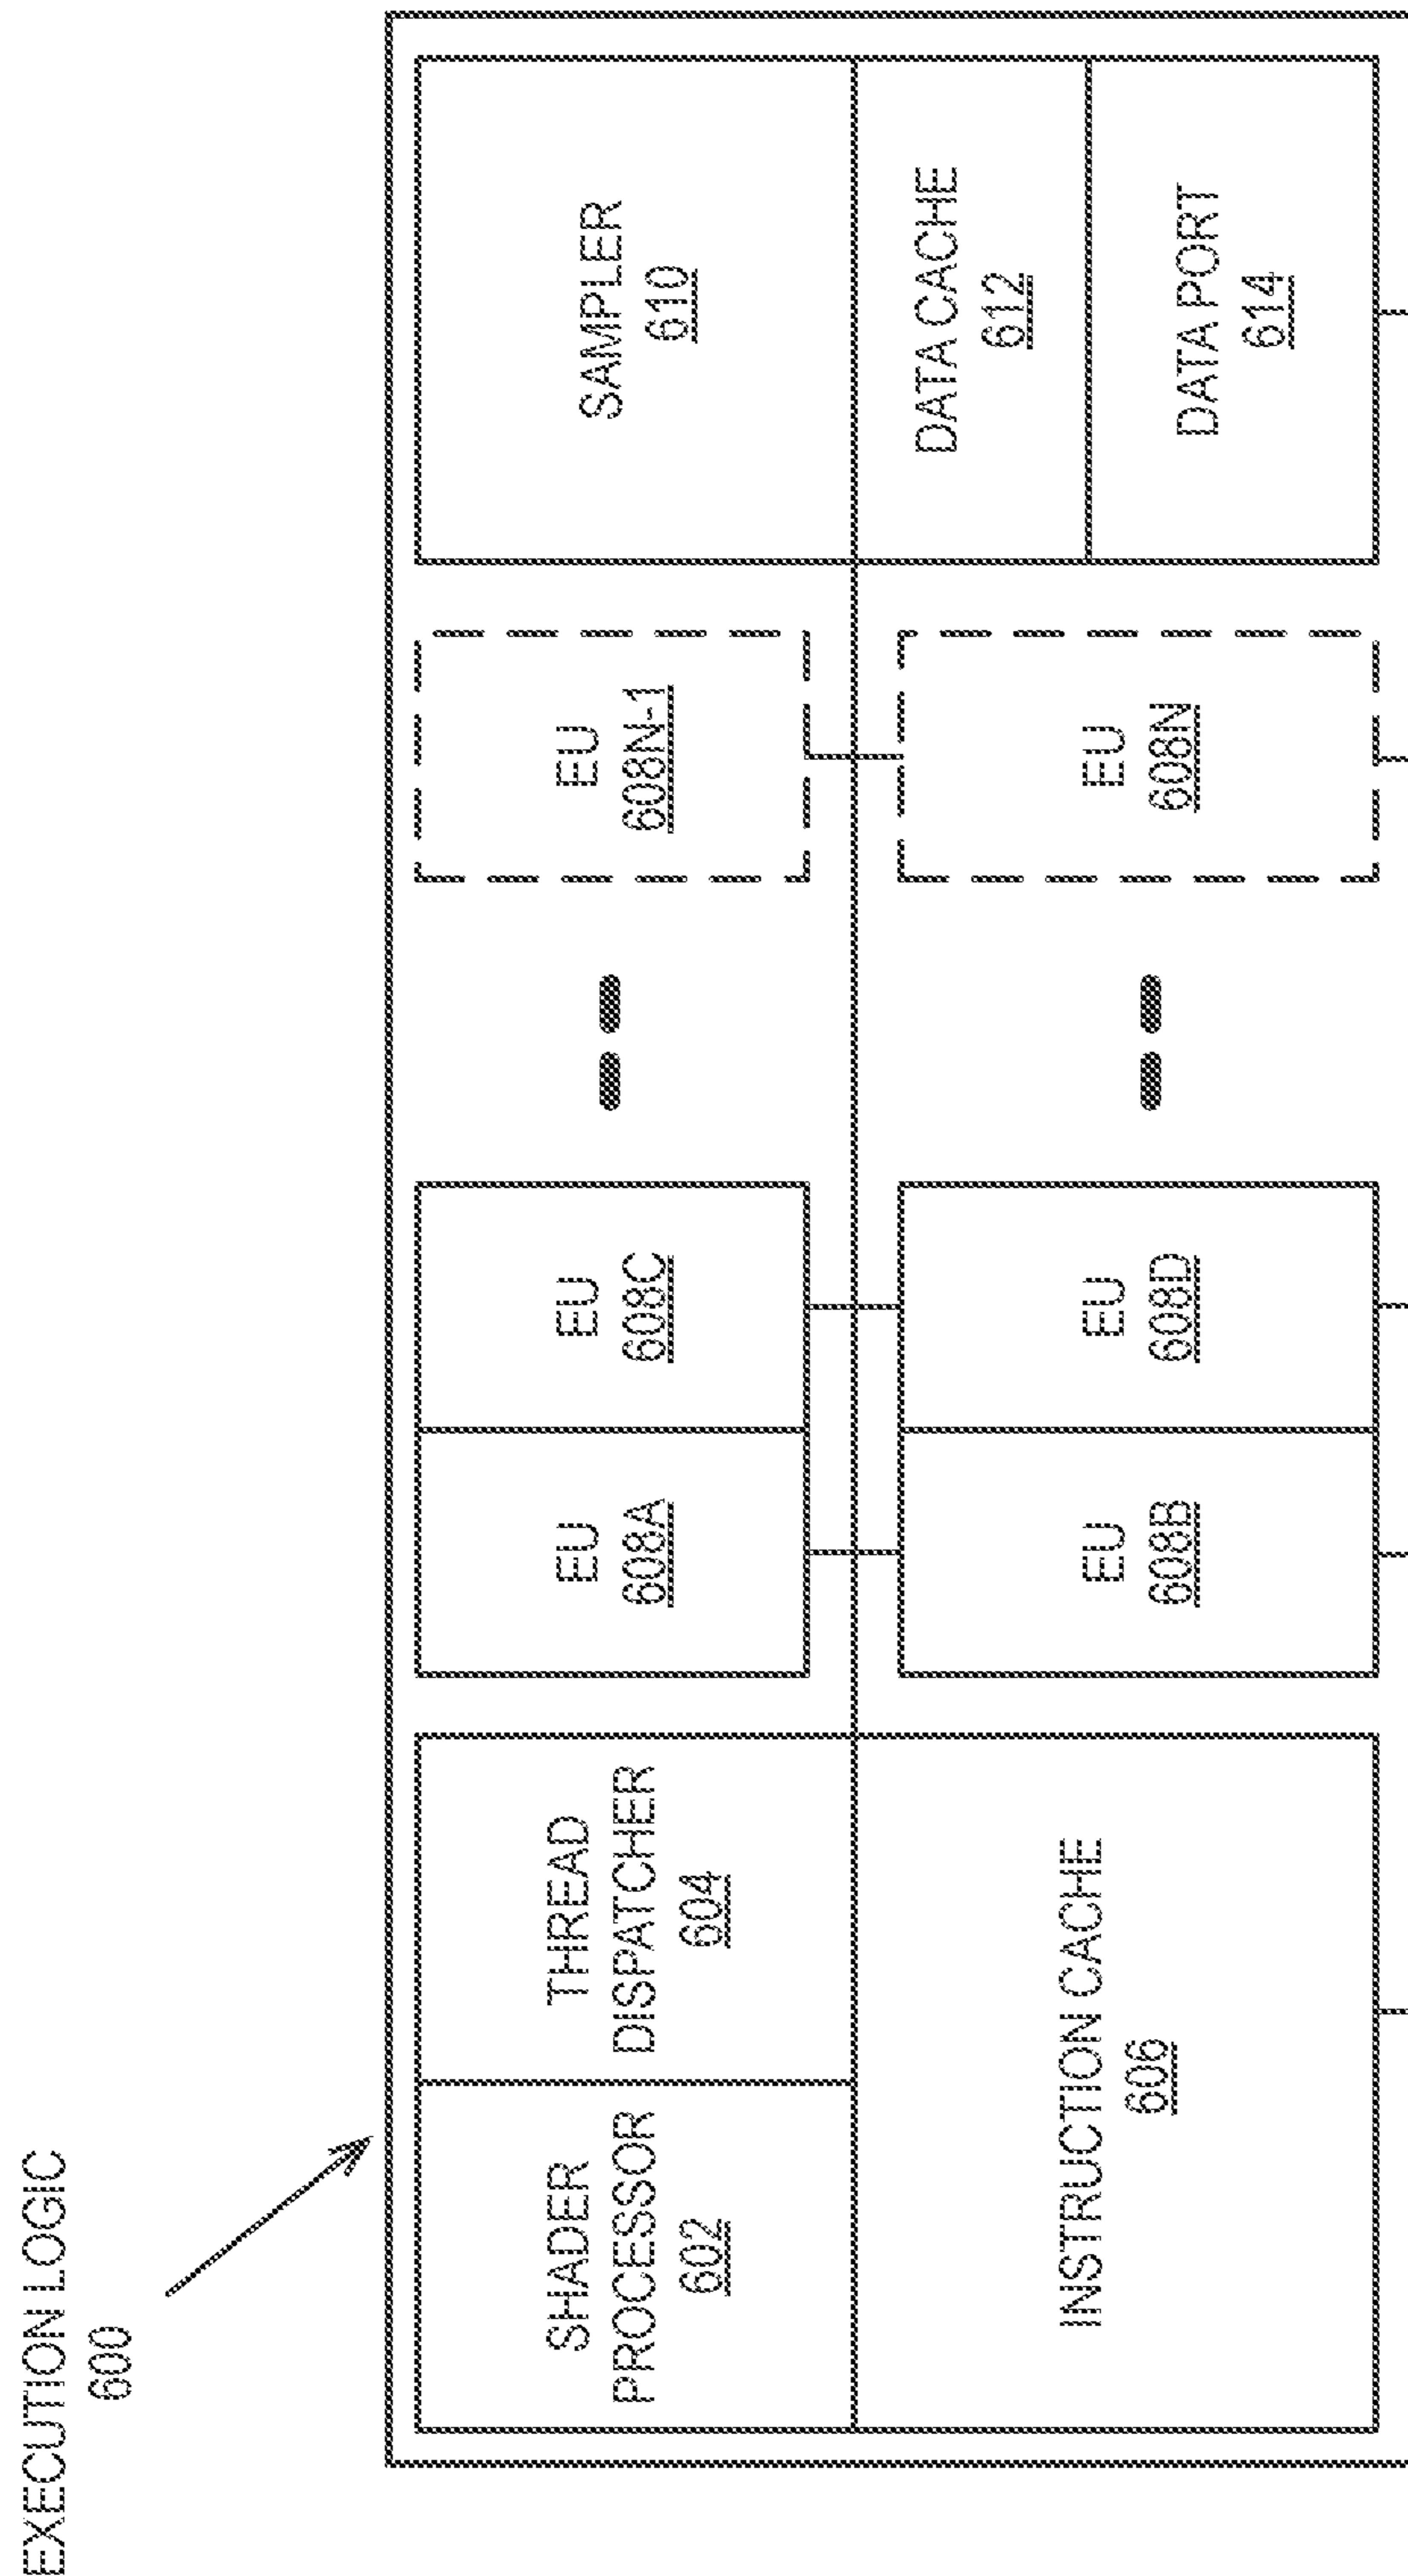 EXECUTION LOGIC
600
SHADER
PROCESSOR
602
THREAD
DISPATCHER
604
INSTRUCTION CACHE
606
EU
608A
EU
608C
EU
608N-1
EU
608B
EU
608D
EU
608N
SAMPLER
610
DATA CACHE
612
DATA PORT
614